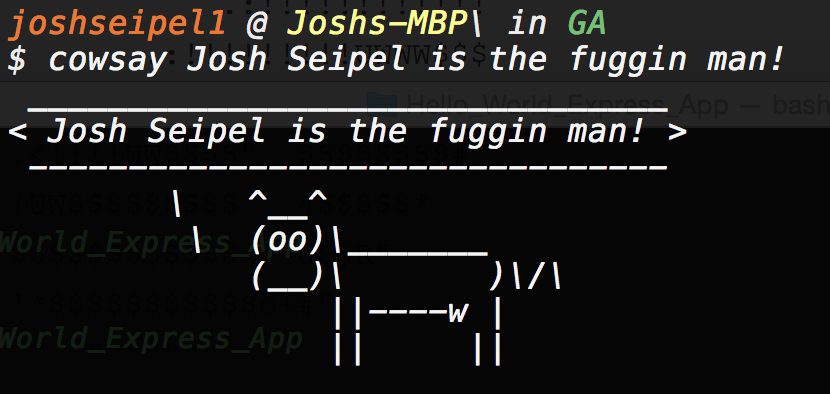 joshseipel1 @ Joshs-MBP\ in GA
$ cowsay Josh Seipel is the fuggin man!
Hello_World_Express_App — bash
 ________________________________
< Josh Seipel is the fuggin man! >
 --------------------------------
        \   ^__^
World_Express_App
         \  (oo)\_______
            (__)\       )\/\
                ||----w |
World_Express_App
                ||     ||